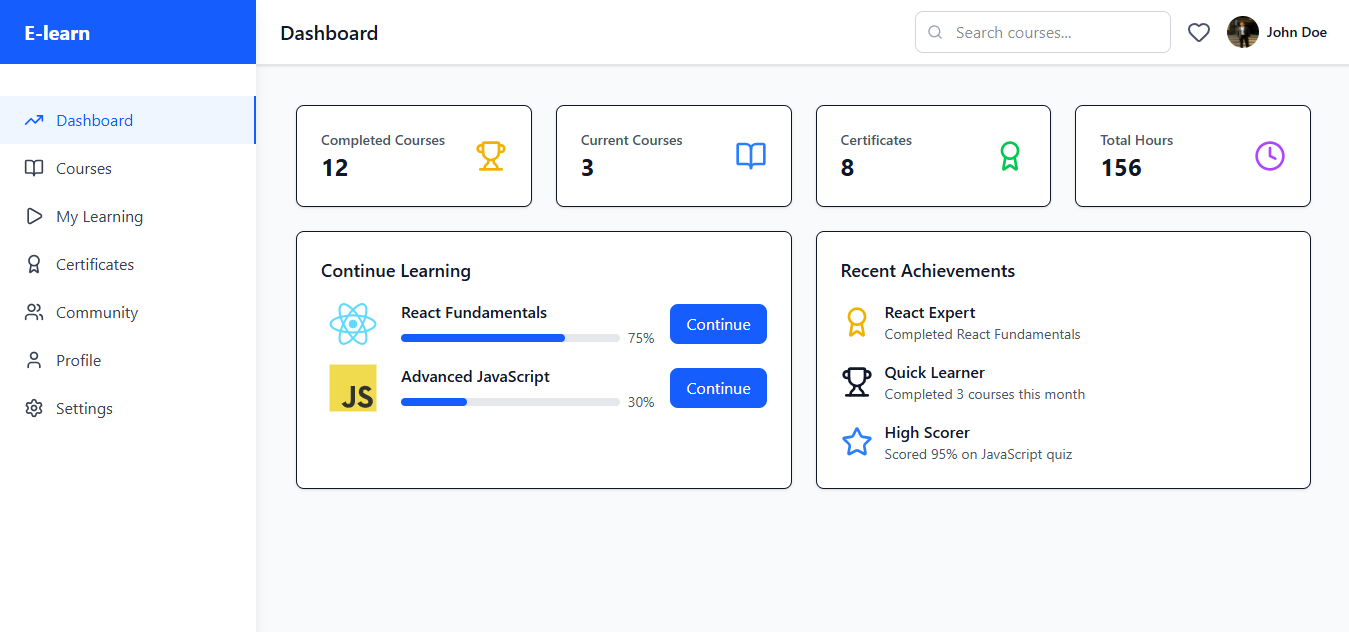 E-learn
Dashboard
Courses
My Learning
Certificates
Community
Profile
Settings
Dashboard
Search courses...
John Doe
Completed Courses
12
Current Courses
3
Certificates
8
Total Hours
156
Continue Learning
React Fundamentals
75%
Continue
JS
Advanced JavaScript
30%
Continue
Recent Achievements
React Expert
Completed React Fundamentals
Quick Learner
Completed 3 courses this month
High Scorer
Scored 95% on JavaScript quiz